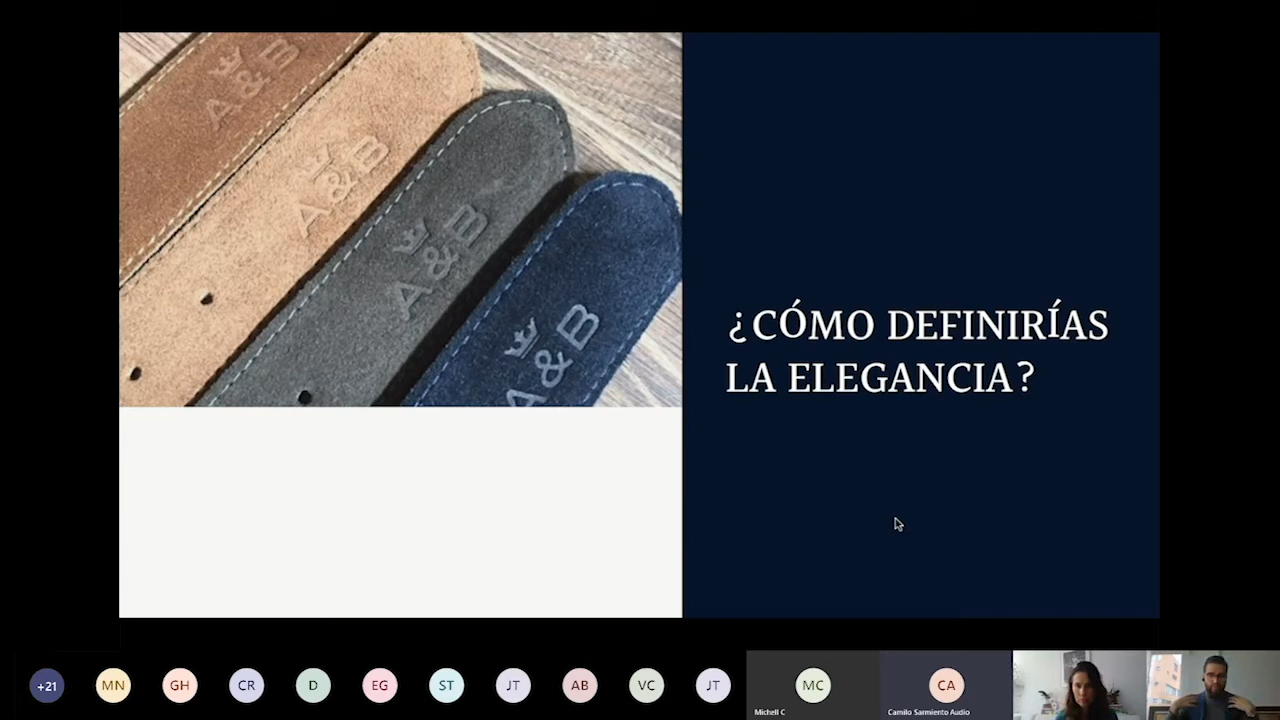 A & B
A & B
A & B
A & B
¿CÓMO DEFINIRÍAS
LA ELEGANCIA?
+21
MN
GH
CR
D
EG
ST
JT
AB
VC
JT
MC
CA
Michell C
Camilo Sarmiento Audio